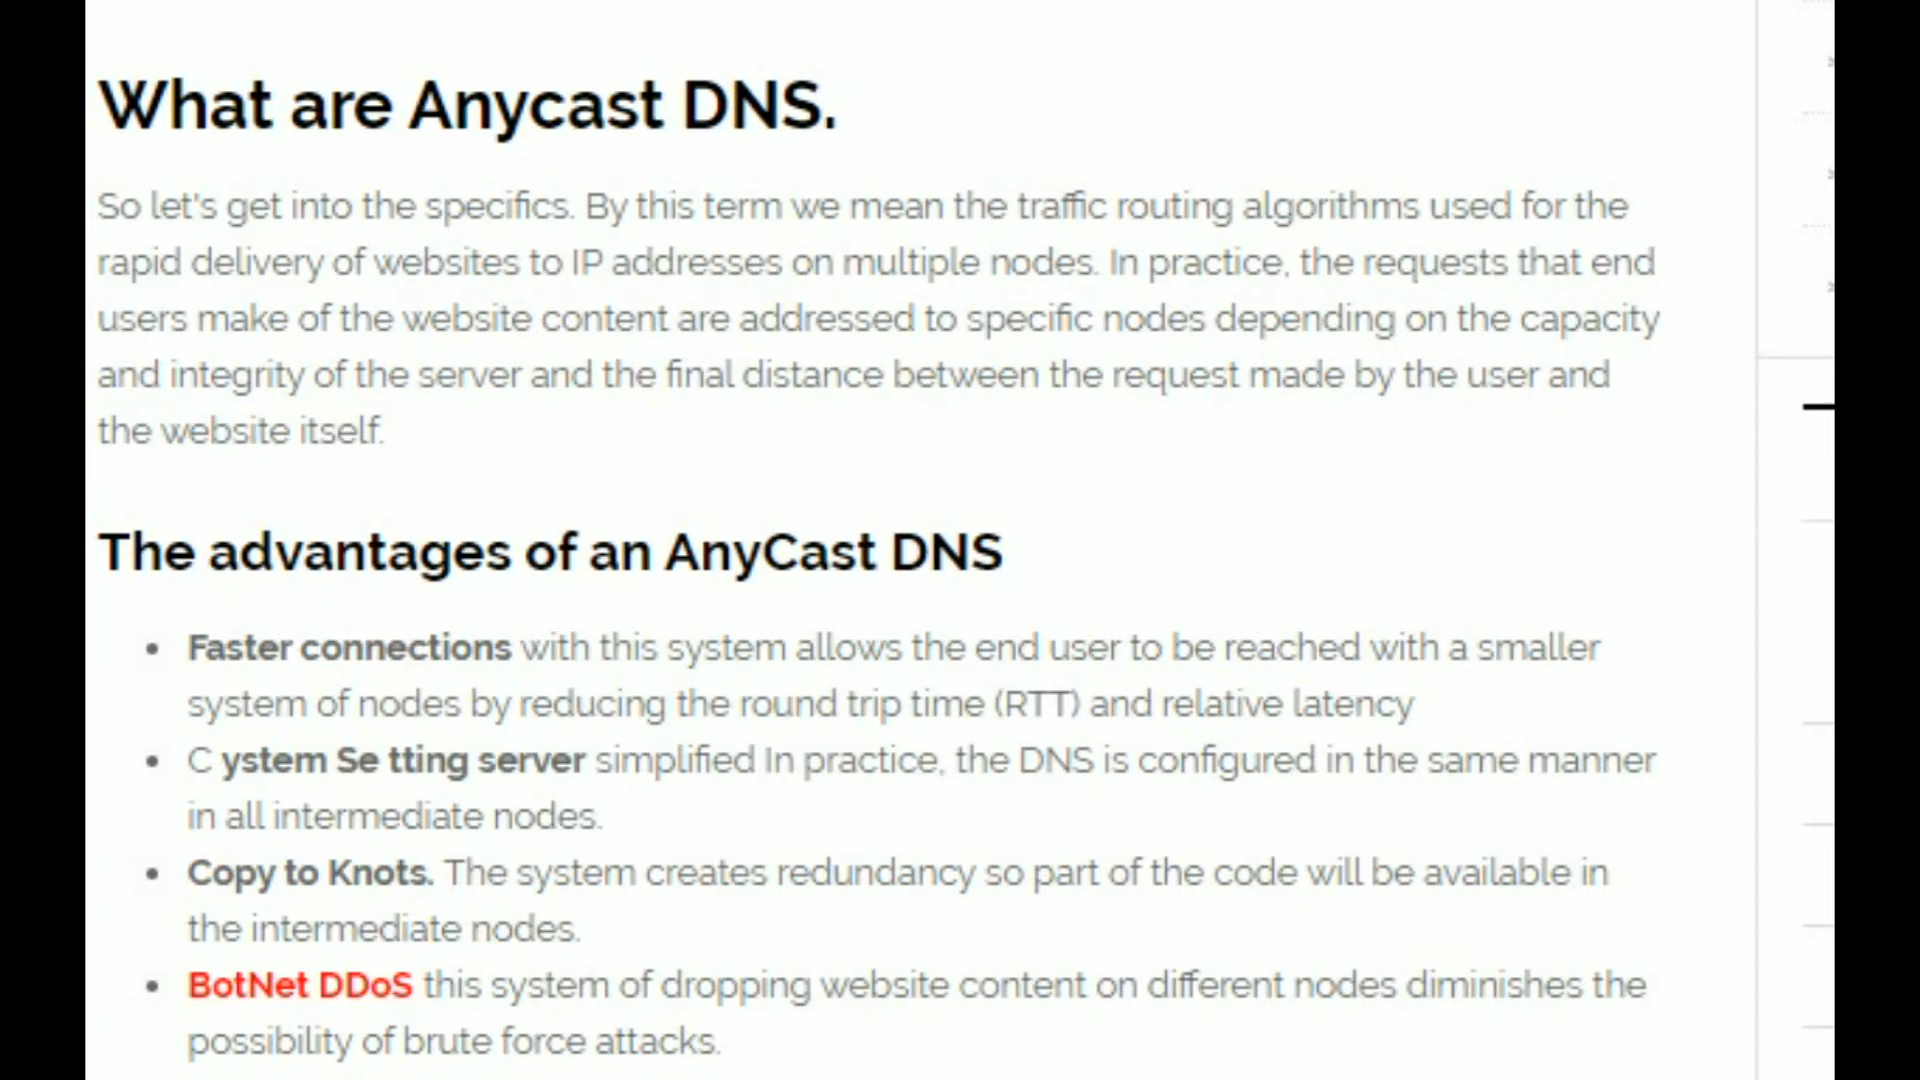 What are Anycast DNS.
So let's get into the specifics. By this term we mean the traffic routing algorithms used for the
rapid delivery of websites to IP addresses on multiple nodes. In practice, the requests that end
users make of the website content are addressed to specific nodes depending on the capacity
and integrity of the server and the final distance between the request made by the user and
the website itself.
The advantages of an AnyCast DNS
• Faster connections with this system allows the end user to be reached with a smaller
system of nodes by reducing the round trip time (RTT) and relative latency
• C ystem Se tting server simplified In practice, the DNS is configured in the same manner
in all intermediate nodes.
• Copy to Knots. The system creates redundancy so part of the code will be available in
the intermediate nodes.
• BotNet DDoS this system of dropping website content on different nodes diminishes the
possibility of brute force attacks.